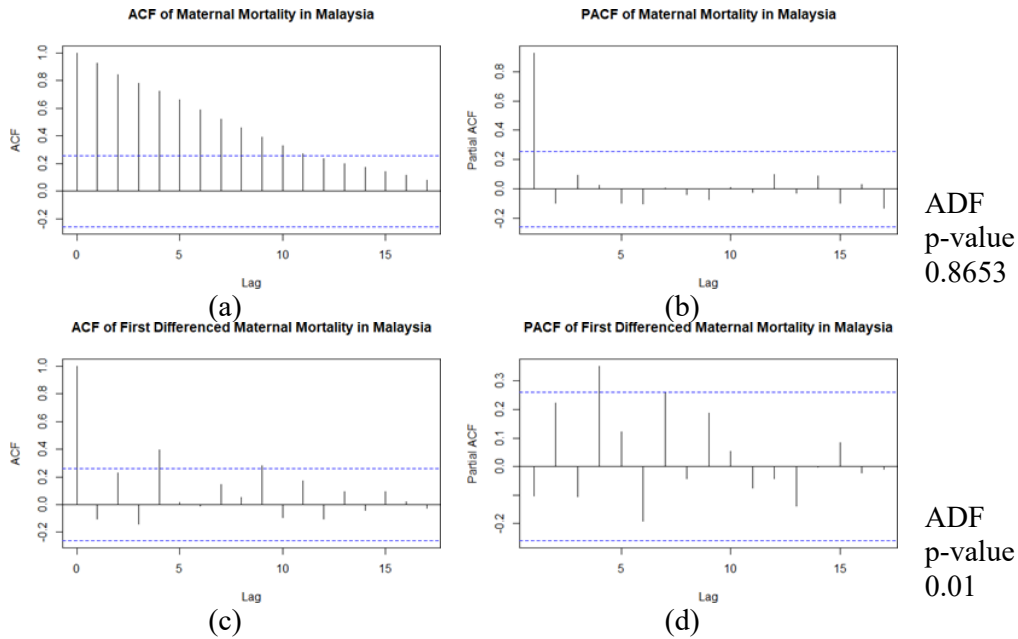 ACF of Maternal Mortality in Malaysia
ACF
-0.2 0.0 0.2 0.4 0.6 0.8 1.0
0 5 10 15
Lag
(a)
PACF of Maternal Mortality in Malaysia
Partial ACF
-0.2 0.0 0.2 0.4 0.6 0.8
5 10 15
Lag
(b)
ADF
p-value
0.8653
ACF of First Differenced Maternal Mortality in Malaysia
ACF
-0.2 0.0 0.2 0.4 0.6 0.8 1.0
0 5 10 15
Lag
(c)
PACF of First Differenced Maternal Mortality in Malaysia
Partial ACF
-0.2 0.0 0.1 0.2 0.3
5 10 15
Lag
(d)
ADF
p-value
0.01